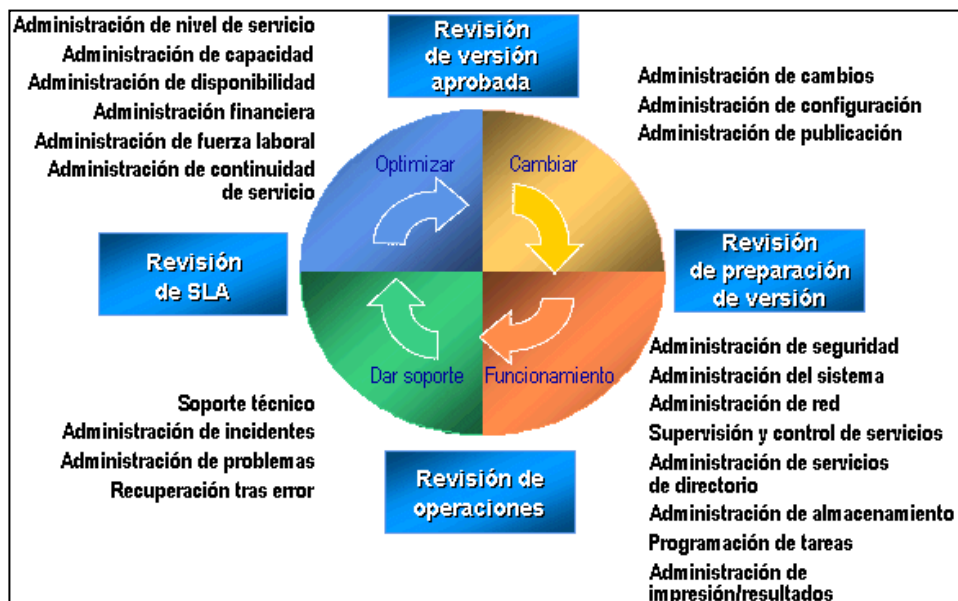 Administración de nivel de servicio
Administración de capacidad
Administración de disponibilidad
Administración financiera
Administración de fuerza laboral
Administración de continuidad
de servicio
Revisión
de versión
aprobada
Administración de cambios
Administración de configuración
Administración de publicación
Optimizar
Cambiar
Revisión
de SLA
Revisión
de preparación
de versión
Dar soporte
Funcionamiento
Soporte técnico
Administración de incidentes
Administración de problemas
Recuperación tras error
Revisión de
operaciones
Administración de seguridad
Administración del sistema
Administración de red
Supervisión y control de servicios
Administración de servicios
de directorio
Administración de almacenamiento
Programación de tareas
Administración de
impresión/resultados